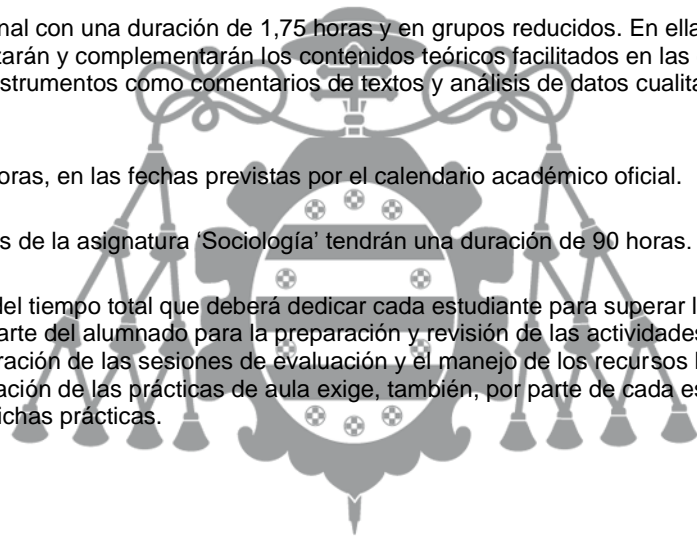 nal con una duración de 1,75 horas y en grupos reducidos. En ella
tarán y complementarán los contenidos teóricos facilitados en las
strumentos como comentarios de textos y análisis de datos cualita
oras, en las fechas previstas por el calendario académico oficial.
s de la asignatura ‘Sociología’ tendrán una duración de 90 horas.
del tiempo total que deberá dedicar cada estudiante para superar l
arte del alumnado para la preparación y revisión de las actividades
ración de las sesiones de evaluación y el manejo de los recursos
ación de las prácticas de aula exige, también, por parte de cada es
ichas prácticas.